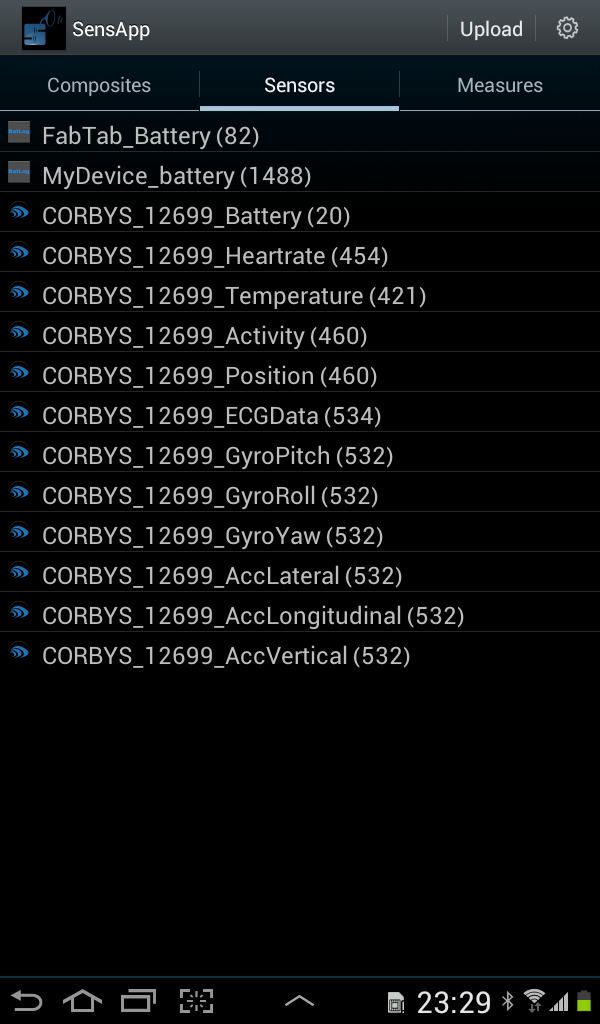 SensApp
Upload
Composites
Sensors
Measures
FabTab_Battery (82)
MyDevice_battery (1488)
CORBYS_12699_Battery (20)
CORBYS_12699_Heartrate (454)
CORBYS_12699_Temperature (421)
CORBYS_12699_Activity (460)
CORBYS_12699_Position (460)
CORBYS_12699_ECGData (534)
CORBYS_12699_GyroPitch (532)
CORBYS_12699_GyroRoll (532)
CORBYS_12699_GyroYaw (532)
CORBYS_12699_AccLateral (532)
CORBYS_12699_AccLongitudinal (532)
CORBYS_12699_AccVertical (532)
23:29